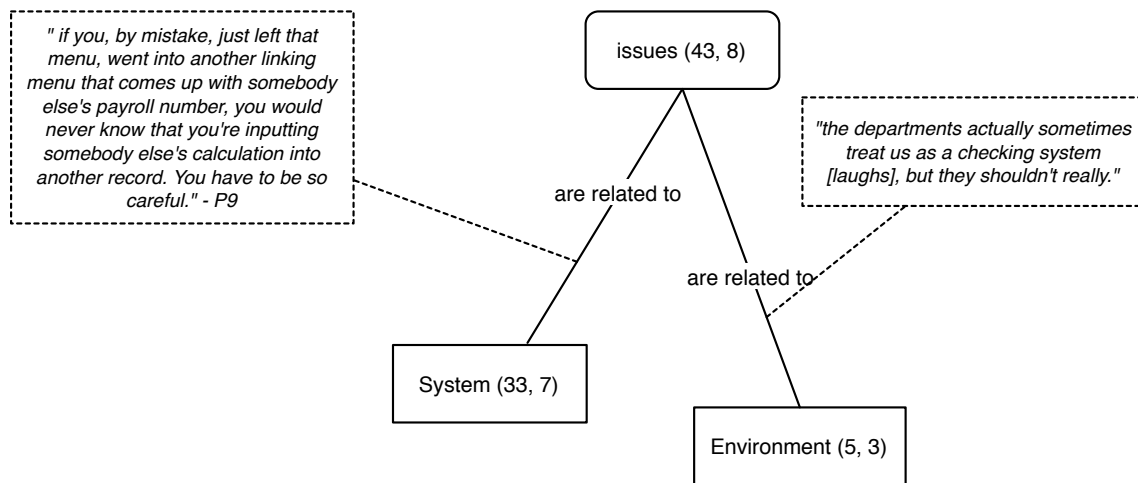 " if you, by mistake, just left that
menu, went into another linking
menu that comes up with somebody
else's payroll number, you would
never know that you're inputting
somebody else's calculation into
another record. You have to be so
careful." - P9
issues (43, 8)
"the departments actually sometimes
treat us as a checking system
[laughs], but they shouldn't really."
are related to
are related to
System (33, 7)
Environment (5, 3)